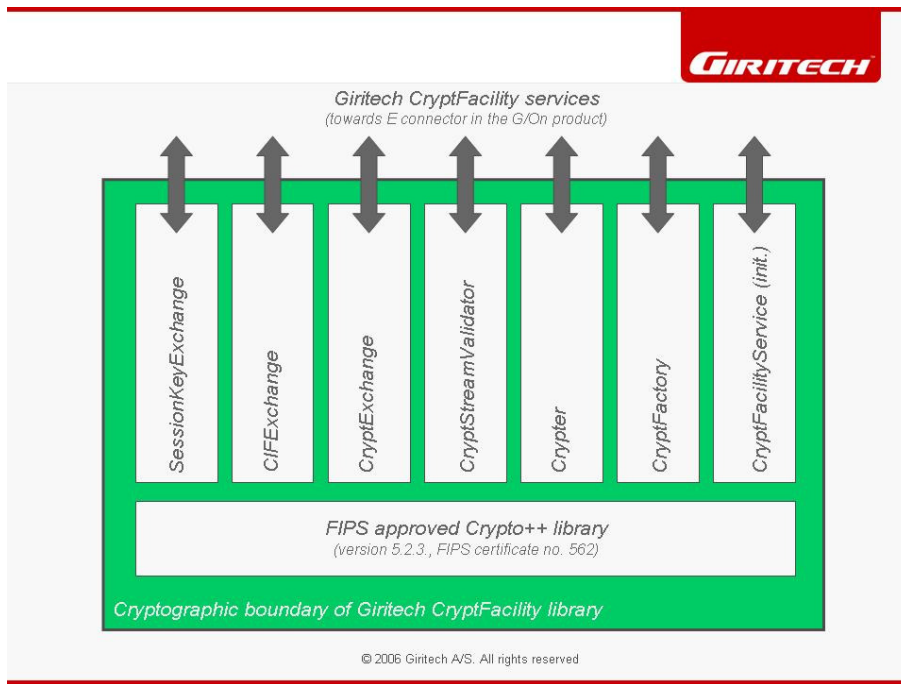 GIRITECH
Giritech CryptFacility services
(towards E connector in the G/On product)
SessionKeyExchange
CIFExchange
CryptExchange
CryptStreamValidator
Crypter
CryptFactory
CryptFacilityService (init.)
FIPS approved Crypto++ library
(version 5.2.3., FIPS certificate no. 562)
Cryptographic boundary of Giritech CryptFacility library
© 2006 Giritech A/S. All rights reserved